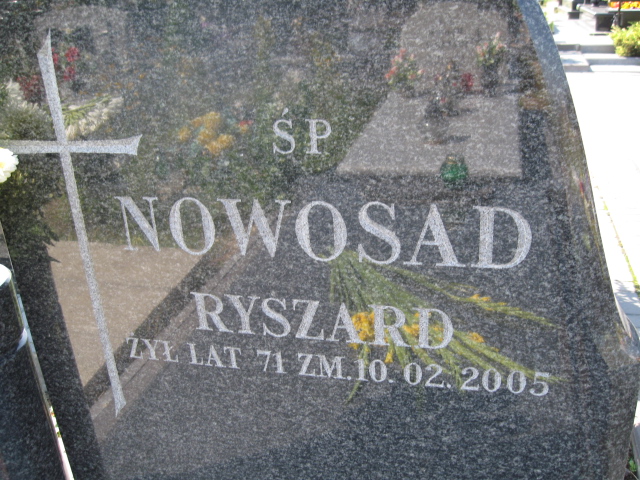 ŚP
NOWOSAD
RYSZARD
ŻYŁ LAT 71 ZM.10.02.2005